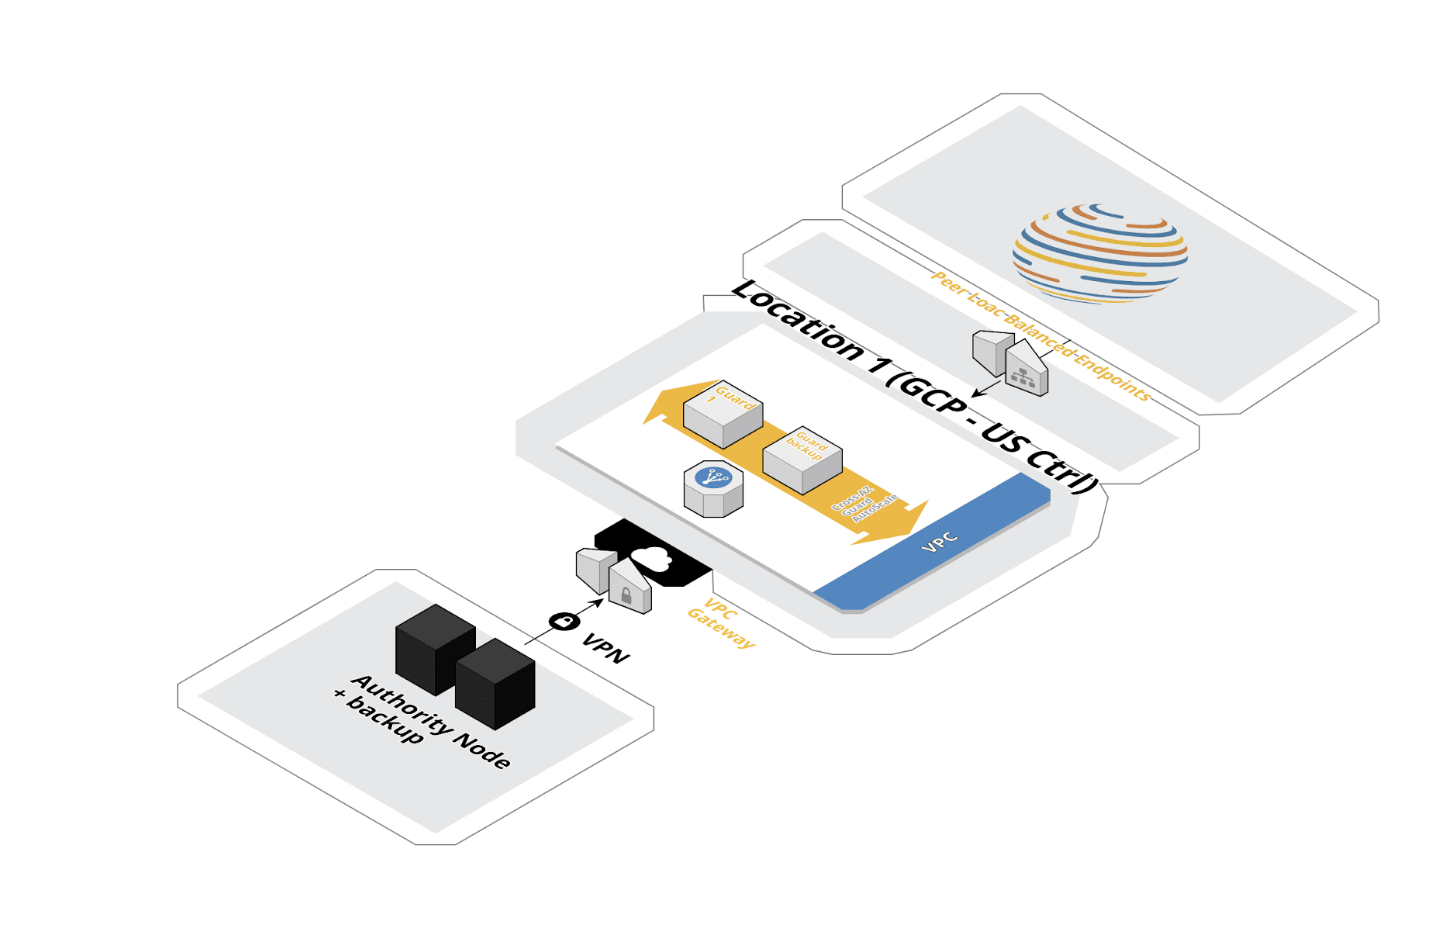 Peer Loac Balanced Endpoints
Location 1 (GCP - US Ctrl)
Guard
1
Guard
backup
Cross AZ
Guard
AutoScale
VPC
VPC
Gateway
VPN
Authority Node
+ backup